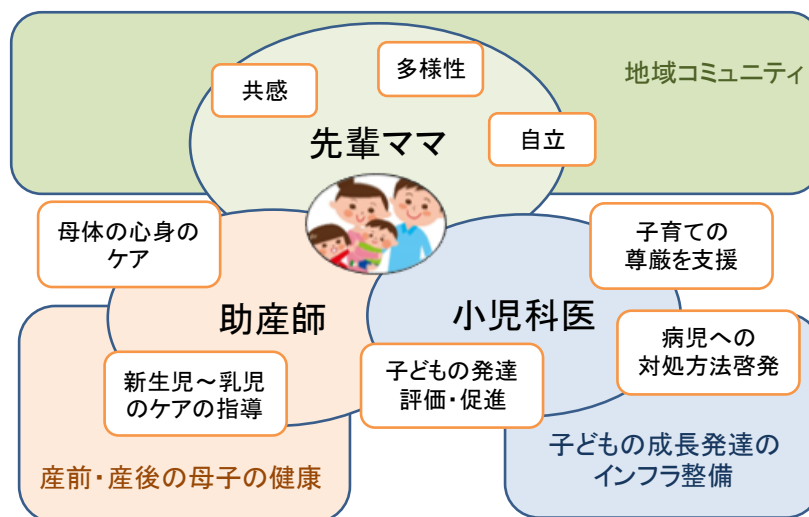 地域コミュニティ
多様性
共感
自立
先輩ママ
母体の心身の
ケア
子育ての
尊厳を支援
助産師
小児科医
病児への
対処方法啓発
新生児～乳児
のケアの指導
子どもの発達
評価・促進
産前・産後の母子の健康
子どもの成長発達の
インフラ整備